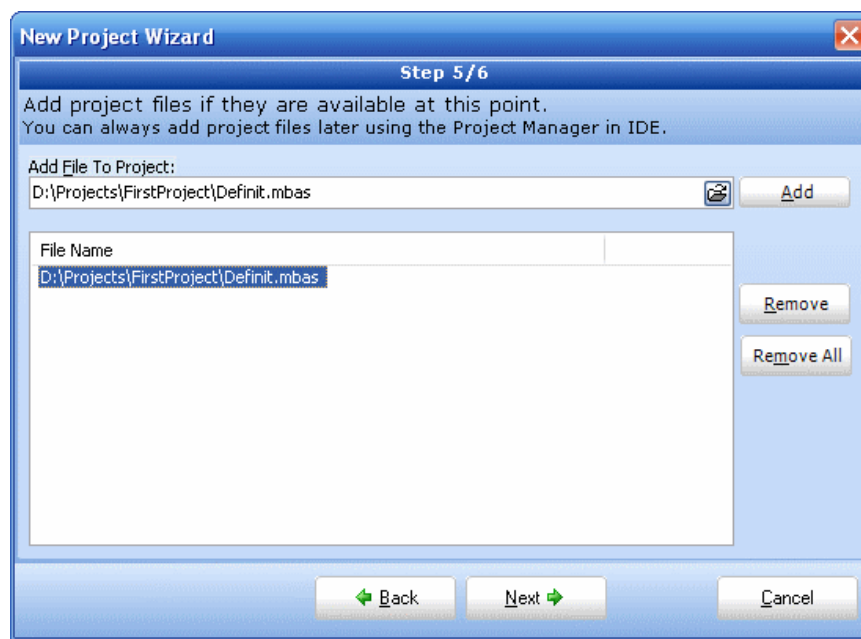 New Project Wizard
Step 5/6
Add project files if they are available at this point.
You can always add project files later using the Project Manager in IDE.
Add File To Project:
D:\Projects\FirstProject\Definit.mbas
Add
File Name
D:\Projects\FirstProject\Definit.mbas
Remove
Remove All
Back
Next
Cancel